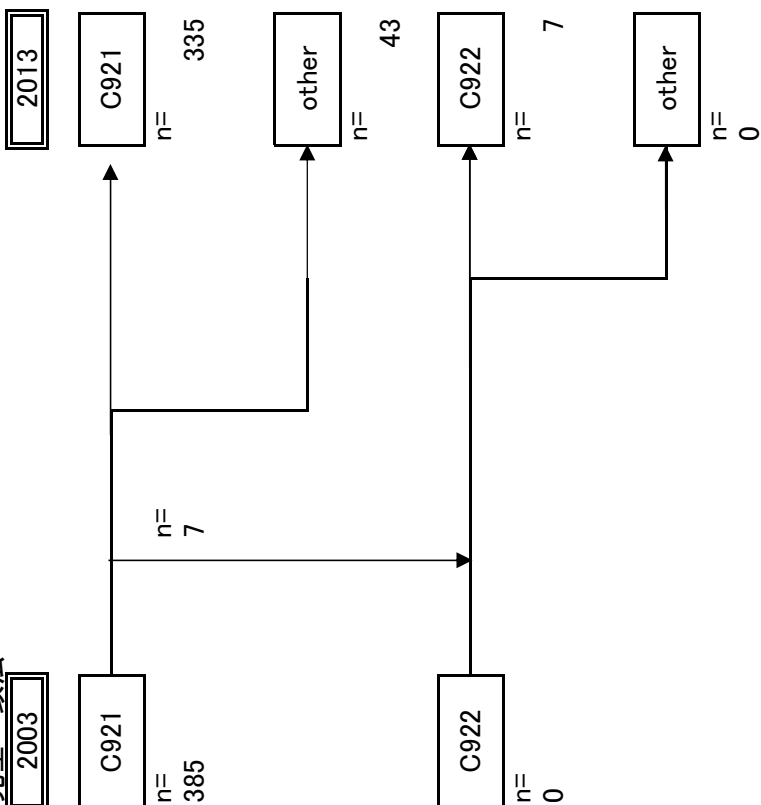 2003 2013
C921 C921
n= n= n=
385 7 335
other
n=
43
C922 C922
n= n=
0 7
other
n=
0